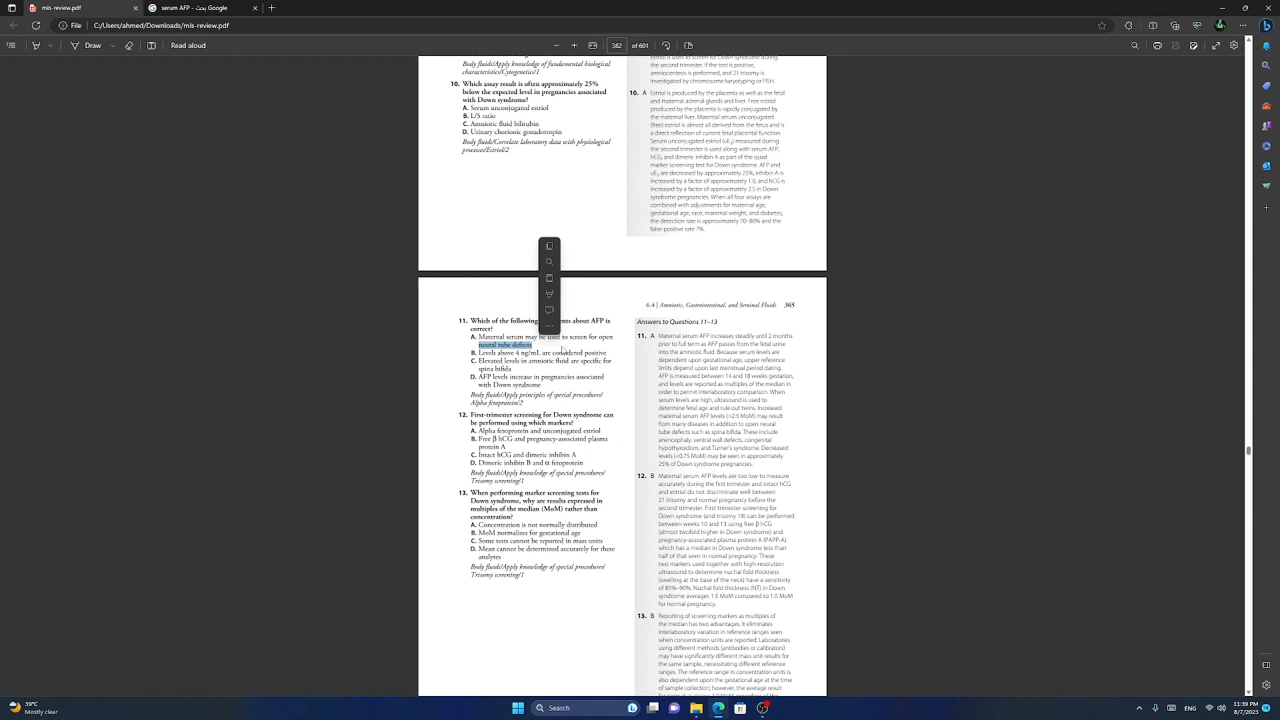 mls-review.pdf
serum AFP - عربي Google
File
C:/Files/Downloads/mls-review.pdf
Draw
Read aloud
382
of 601
Body fluids/Apply knowledge of fundamental biological
characteristics/Cytogenetics/1
10. Which assay result is often approximately 25%
below the expected level in pregnancies associated
with Down syndrome?
A. Serum unconjugated estriol
B. L/S ratio
C. Amniotic fluid bilirubin
D. Urinary chorionic gonadotropin
Body fluid/Correlate laboratory data with physiological
processes/Estriol/2
estriol is used to screen for Down syndrome during
the second trimester. If the test is positive,
amniocentesis is performed, and 21 trisomy is
investigated by chromosome karyotyping or FISH.
10. A Estriol is produced by the placenta as well as the fetal
and maternal adrenal glands and liver. Free estriol
produced by the placenta is rapidly conjugated by
the maternal liver. Maternal serum unconjugated
(free) estriol is almost all derived from the fetus and is
a direct reflection of current fetal placental function.
Serum unconjugated estriol (uE3) measured during
the second trimester is used along with serum AFP,
hCG, and dimeric inhibin A as part of the quad
marker screening test for Down syndrome. AFP and
uE3 are decreased by approximately 25%, inhibin A is
increased by a factor of approximately 1.8, and hCG is
increased by a factor of approximately 2.5 in Down
syndrome pregnancies. When all four assays are
combined with adjustments for maternal age,
gestational age, race, maternal weight, and diabetes,
the detection rate is approximately 70–80% and the
false-positive rate 7%.
6.4 | Amniotic, Gastrointestinal, and Seminal Fluids 365
11. Which of the following
ents about AFP is
correct?
A. Maternal serum may be used to screen for open
neural tube defects
B. Levels above 4 ng/mL are considered positive
C. Elevated levels in amniotic fluid are specific for
spina bifida
D. AFP levels increase in pregnancies associated
with Down syndrome
Body fluids/Apply principles of special procedures/
Alpha fetoprotein/2
12. First-trimester screening for Down syndrome can
be performed using which markers?
A. Alpha fetoprotein and unconjugated estriol
B. Free β hCG and pregnancy-associated plasma
protein A
C. Intact hCG and dimeric inhibin A
D. Dimeric inhibin B and α fetoprotein
Body fluids/Apply knowledge of special procedures/
Trisomy screening/1
13. When performing marker screening tests for
Down syndrome, why are results expressed in
multiples of the median (MoM) rather than
concentration?
A. Concentration is not normally distributed
B. MoM normalizes for gestational age
C. Some tests cannot be reported in mass units
D. Mean cannot be determined accurately for these
analytes
Body fluids/Apply knowledge of special procedures/
Trisomy screening/1
Answers to Questions 11–13
11. A Maternal serum AFP increases steadily until 2 months
prior to full term as AFP passes from the fetal urine
into the amniotic fluid. Because serum levels are
dependent upon gestational age, upper reference
limits depend upon last menstrual period dating.
AFP is measured between 14 and 18 weeks gestation,
and levels are reported as multiples of the median in
order to permit interlaboratory comparison. When
serum levels are high, ultrasound is used to
determine fetal age and rule out twins. Increased
maternal serum AFP levels (>2.5 MoM) may result
from many diseases in addition to open neural
tube defects such as spina bifida. These include
anencephaly, ventral wall defects, congenital
hypothyroidism, and Turner's syndrome. Decreased
levels (<0.75 MoM) may be seen in approximately
25% of Down syndrome pregnancies.
12. B Maternal serum AFP levels are too low to measure
accurately during the first trimester and intact hCG
and estriol do not discriminate well between
21 trisomy and normal pregnancy before the
second trimester. First trimester screening for
Down syndrome (and trisomy 18) can be performed
between weeks 10 and 13 using free β hCG
(almost twofold higher in Down syndrome) and
pregnancy-associated plasma protein A (PAPP-A)
which has a median in Down syndrome less than
half of that seen in normal pregnancy. These
two markers used together with high-resolution
ultrasound to determine nuchal fold thickness
(swelling at the base of the neck) have a sensitivity
of 85%–90%. Nuchal fold thickness (NT) in Down
syndrome averages 1.5 MoM compared to 1.0 MoM
for normal pregnancy.
13. B Reporting of screening markers as multiples of
the median has two advantages. It eliminates
interlaboratory variation in reference ranges seen
when concentration units are reported. Laboratories
using different methods (antibodies or calibrators)
may have significantly different mass unit results for
the same sample, necessitating different reference
ranges. The reference range in concentration units is
also dependent upon the gestational age at the time
of sample collection; however, the average result
39°C
Mostly clear
Search
ENG
11:39 PM
8/7/2023